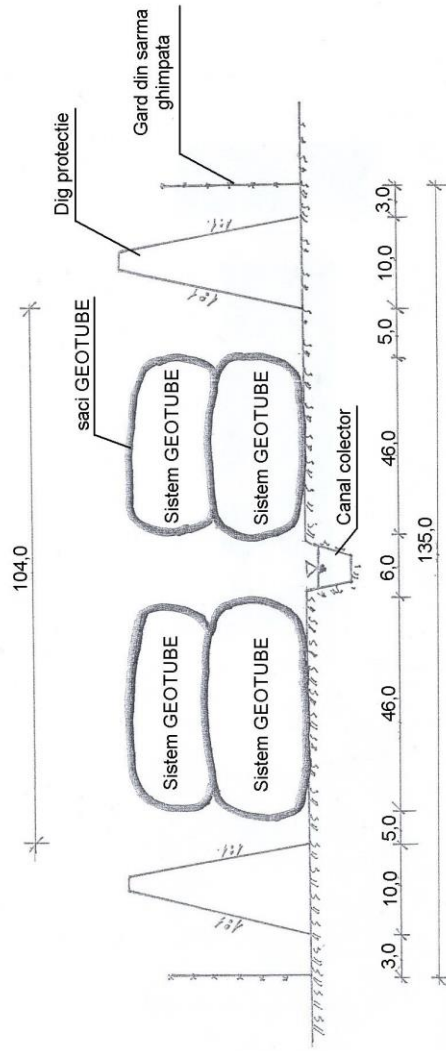 104,0
saci GEOTUBE
Dig protectie
Gard din sarma
ghimpata
1:1.
1:1.
1:1.
1:1.
Sistem GEOTUBE
Sistem GEOTUBE
Sistem GEOTUBE
Sistem GEOTUBE
Canal colector
3,0
10,0
5,0
46,0
6,0
46,0
5,0
10,0
3,0
135,0